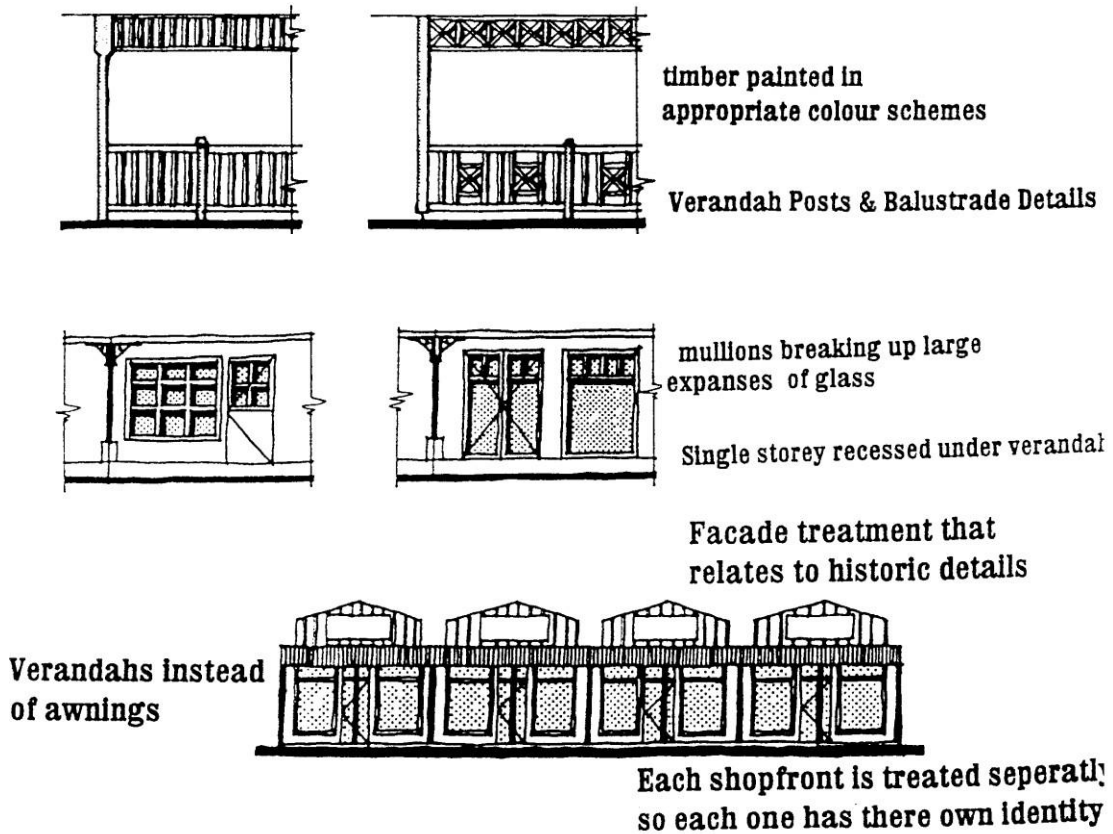 timber painted in
appropriate colour schemes
Verandah Posts & Balustrade Details
mullions breaking up large
expanses of glass
Single storey recessed under verandah
Facade treatment that
relates to historic details
Verandahs instead
of awnings
Each shopfront is treated seperatly
so each one has there own identity